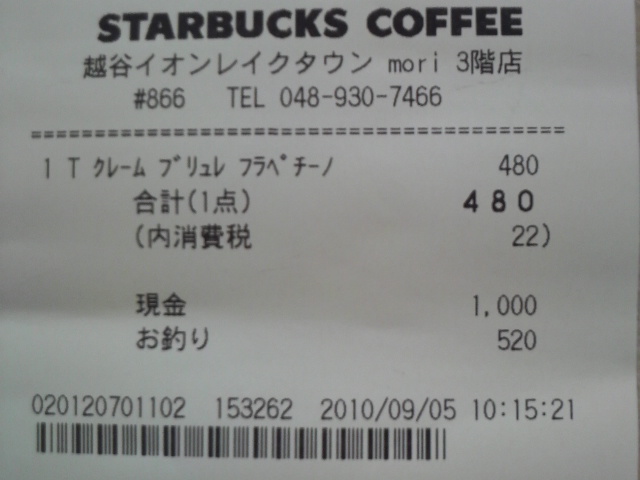 STARBUCKS COFFEE
越谷イオンレイクタウン mori 3階店
#866 TEL 048-930-7466
======================================
1 T ｸﾚｰﾑ ﾌﾞﾘｭﾚ ﾌﾗﾍﾟﾁｰﾉ 480
合計(1点) 480
(内消費税 22)
現金 1,000
お釣り 520
020120701102 153262 2010/09/05 10:15:21